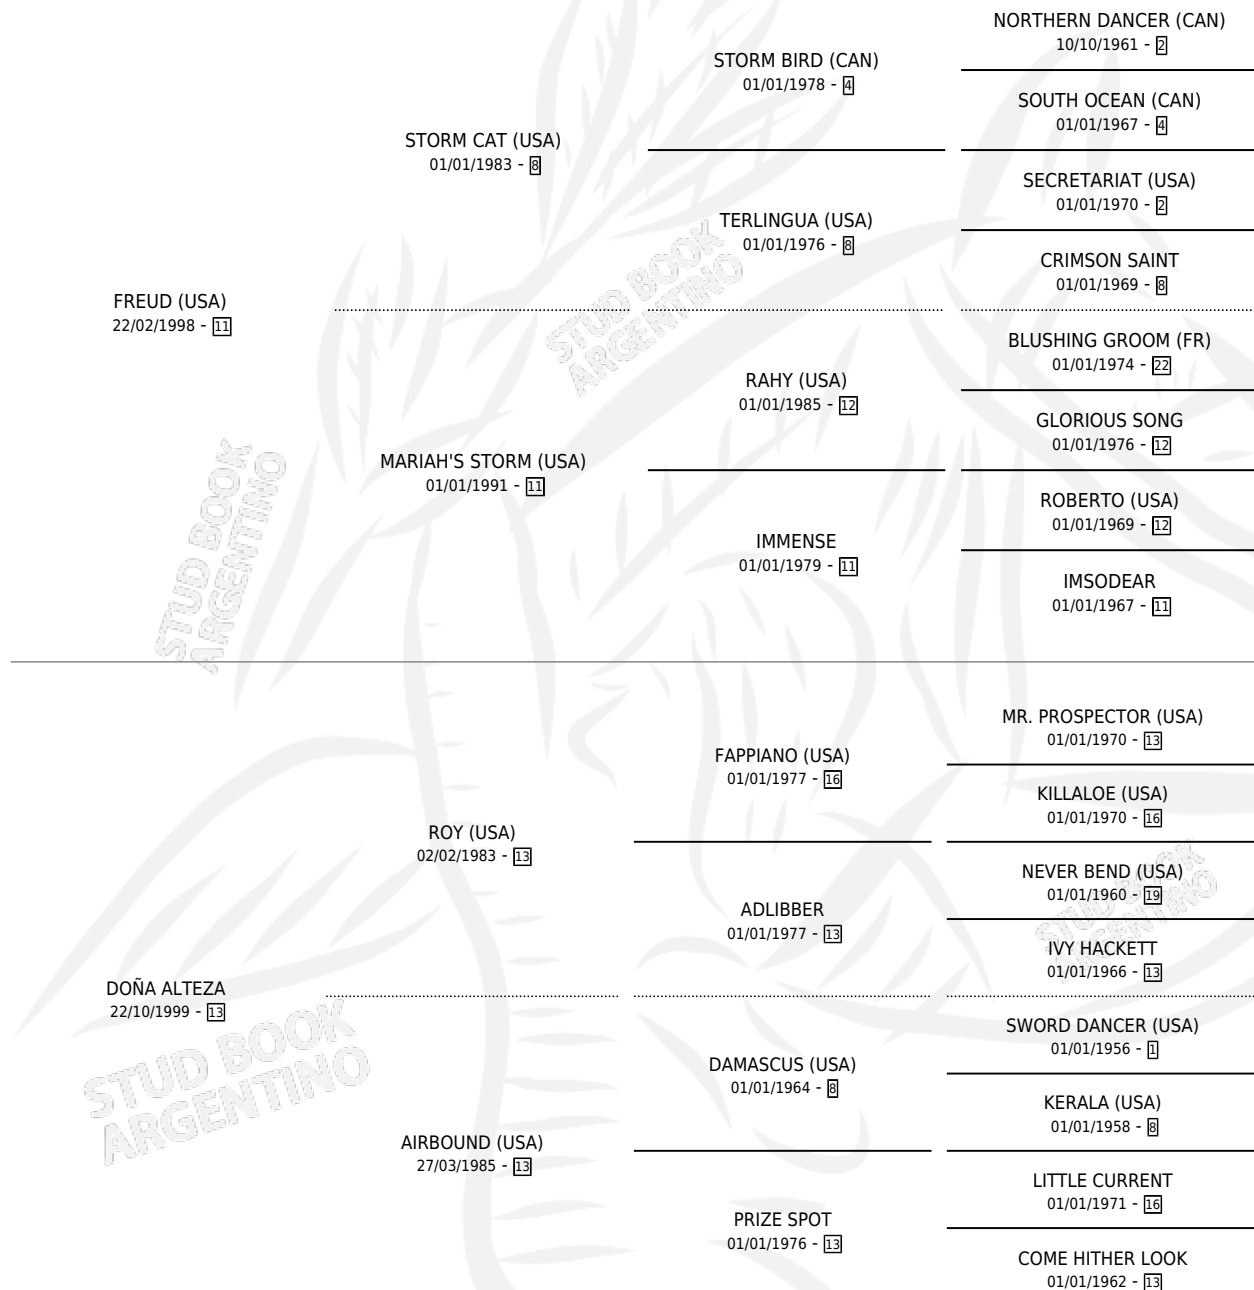 NORTHERN DANCER (CAN)
10/10/1961 - 2
STORM BIRD (CAN)
01/01/1978 - 4
SOUTH OCEAN (CAN)
01/01/1967 - 4
STORM CAT (USA)
01/01/1983 - 8
SECRETARIAT (USA)
01/01/1970 - 2
TERLINGUA (USA)
01/01/1976 - 8
CRIMSON SAINT
01/01/1969 - 8
FREUD (USA)
22/02/1998 - 11
STUD BOOK
ARGENTINO
BLUSHING GROOM (FR)
01/01/1974 - 22
RAHY (USA)
01/01/1985 - 12
GLORIOUS SONG
01/01/1976 - 12
MARIAH'S STORM (USA)
01/01/1991 - 11
ROBERTO (USA)
01/01/1969 - 12
IMMENSE
01/01/1979 - 11
IMSODEAR
01/01/1967 - 11
STUD BOOK
ARGENTINO
MR. PROSPECTOR (USA)
01/01/1970 - 13
FAPPIANO (USA)
01/01/1977 - 16
KILLALOE (USA)
01/01/1970 - 16
ROY (USA)
02/02/1983 - 13
NEVER BEND (USA)
01/01/1960 - 19
STUD BOOK
ARGENTINO
ADLIBBER
01/01/1977 - 13
IVY HACKETT
01/01/1966 - 13
DOÑA ALTEZA
22/10/1999 - 13
STUD BOOK
ARGENTINO
SWORD DANCER (USA)
01/01/1956 - 1
DAMASCUS (USA)
01/01/1964 - 8
KERALA (USA)
01/01/1958 - 8
AIRBOUND (USA)
27/03/1985 - 13
LITTLE CURRENT
01/01/1971 - 16
PRIZE SPOT
01/01/1976 - 13
COME HITHER LOOK
01/01/1962 - 13